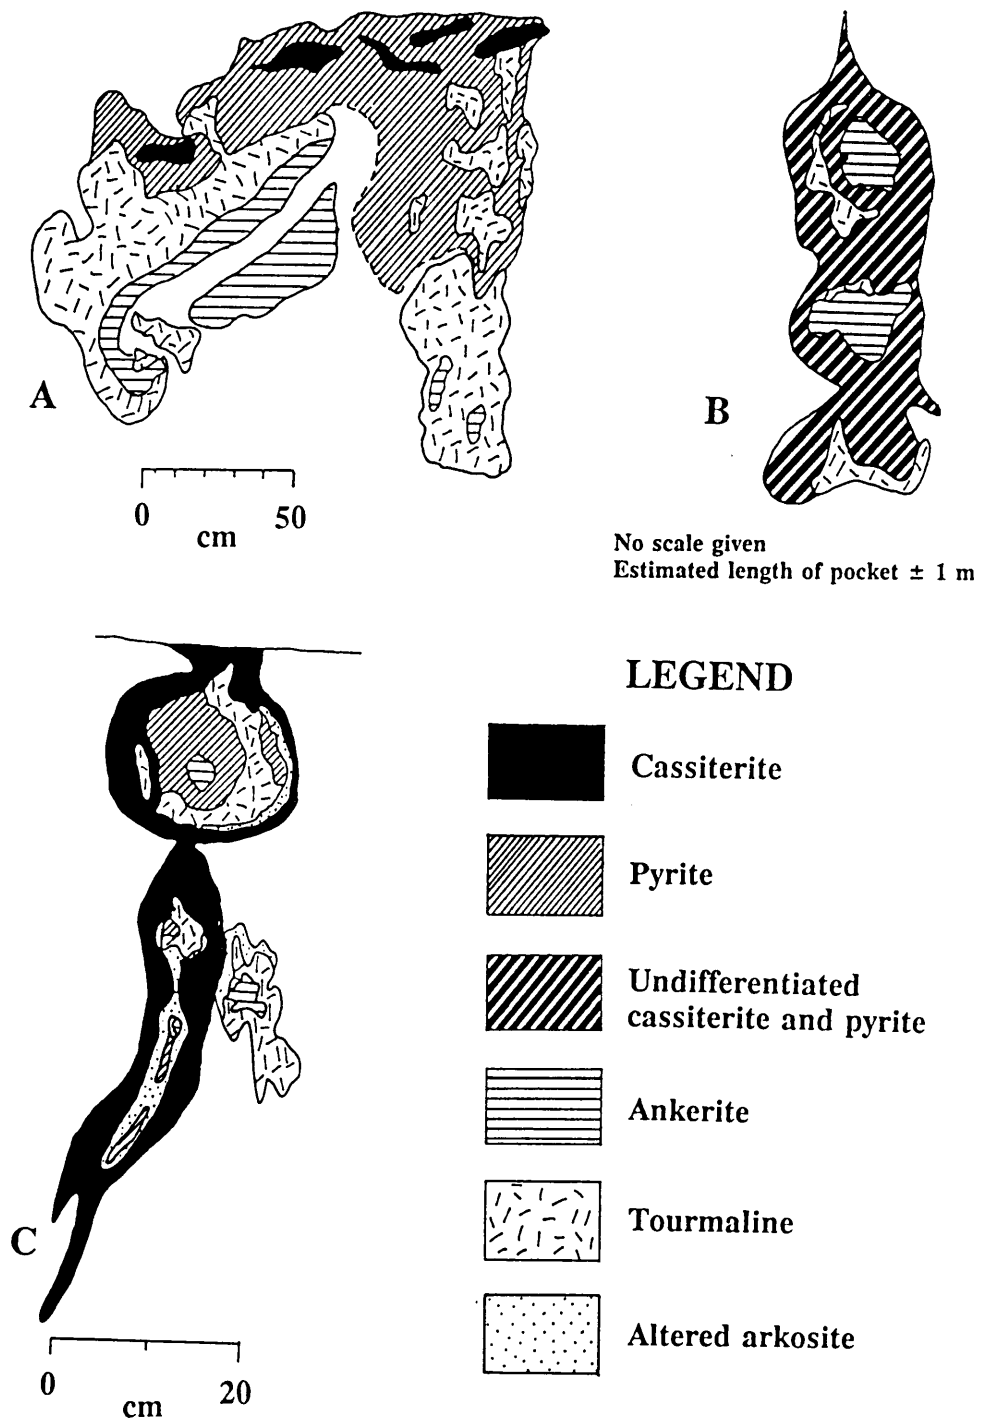 A
0 50
cm
B
No scale given
Estimated length of pocket ± 1 m
C
0 20
cm
LEGEND
Cassiterite
Pyrite
Undifferentiated
cassiterite and pyrite
Ankerite
Tourmaline
Altered arkosite